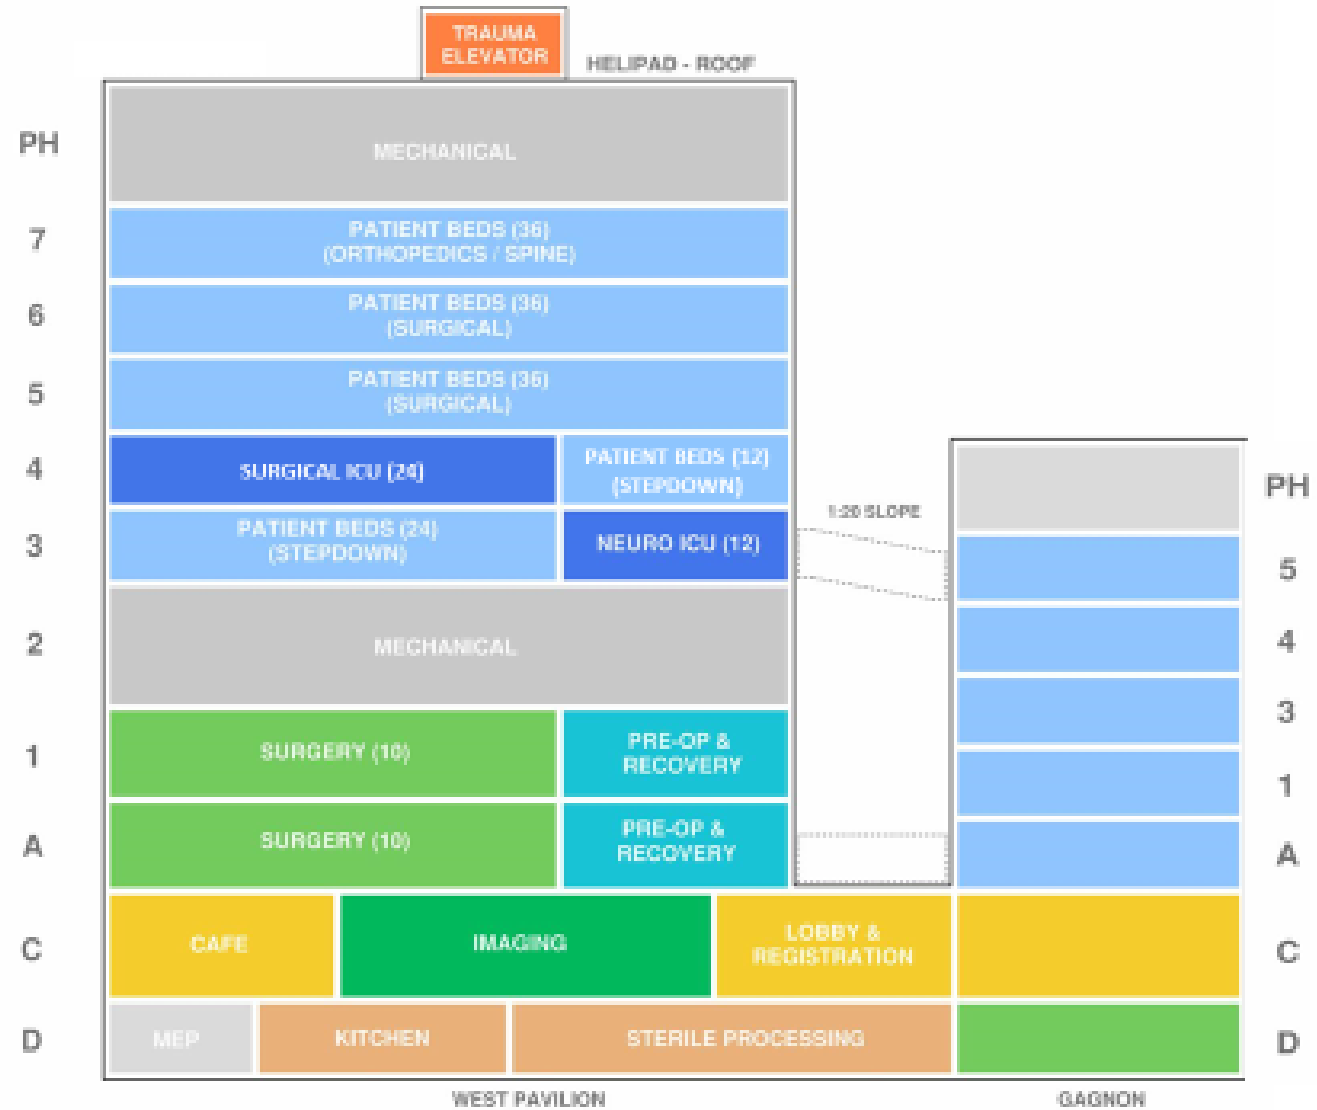 TRAUMA
ELEVATOR
HELIPAD - ROOF
PH
MECHANICAL
7
PATIENT BEDS (36)
(ORTHOPEDICS / SPINE)
6
PATIENT BEDS (36)
(SURGICAL)
5
PATIENT BEDS (36)
(SURGICAL)
4
SURGICAL ICU (24)
PATIENT BEDS (12)
(STEPDOWN)
PH
1:20 SLOPE
3
PATIENT BEDS (24)
(STEPDOWN)
NEURO ICU (12)
5
2
MECHANICAL
4
3
1
SURGERY (10)
PRE-OP &
RECOVERY
1
A
SURGERY (10)
PRE-OP &
RECOVERY
A
C
CAFE
IMAGING
LOBBY &
REGISTRATION
C
D
MEP
KITCHEN
STERILE PROCESSING
D
WEST PAVILION
GAGNON